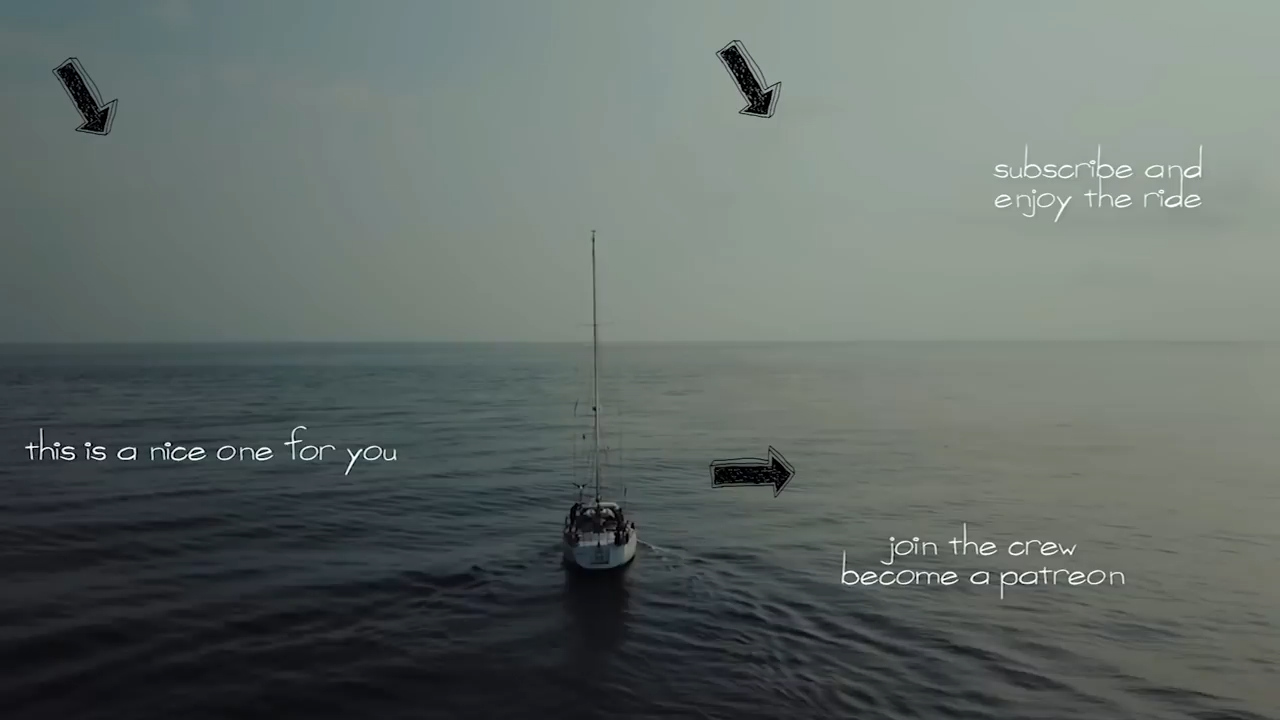 subscribe and
enjoy the ride
this is a nice one for you
join the crew
become a patreon